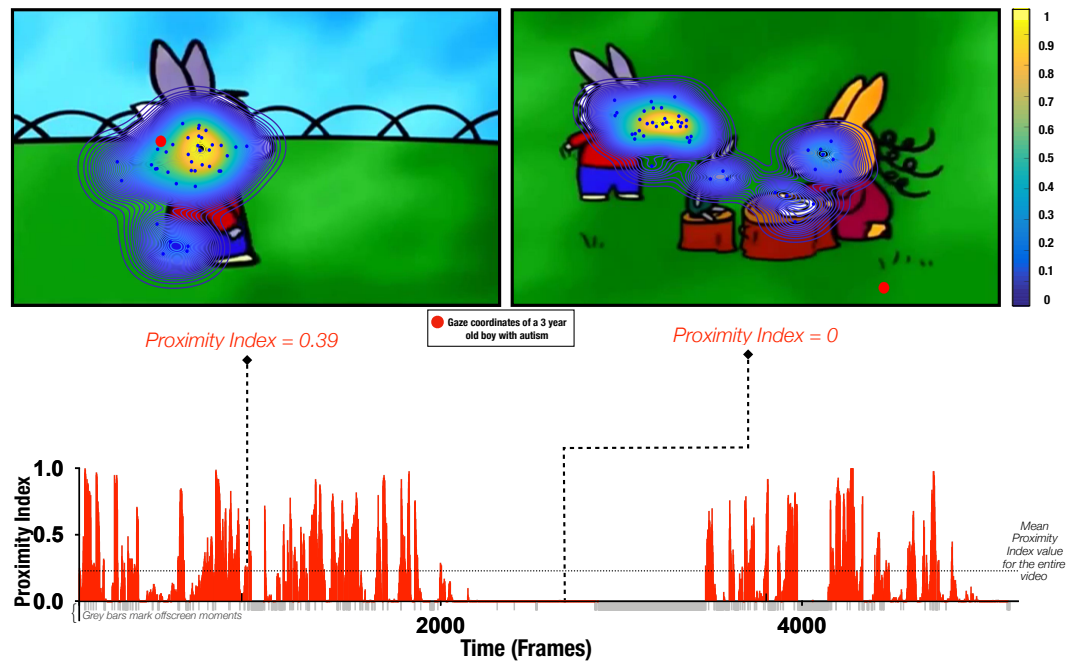 1
0.9
0.8
0.7
0.6
0.5
0.4
0.3
0.2
0.1
0
Gaze coordinates of a 3 year
old boy with autism
Proximity Index = 0.39
Proximity Index = 0
Proximity Index
1.0
0.5
0.0
Mean
Proximity
Index value
for the entire
video
Grey bars mark offscreen moments
2000
4000
Time (Frames)